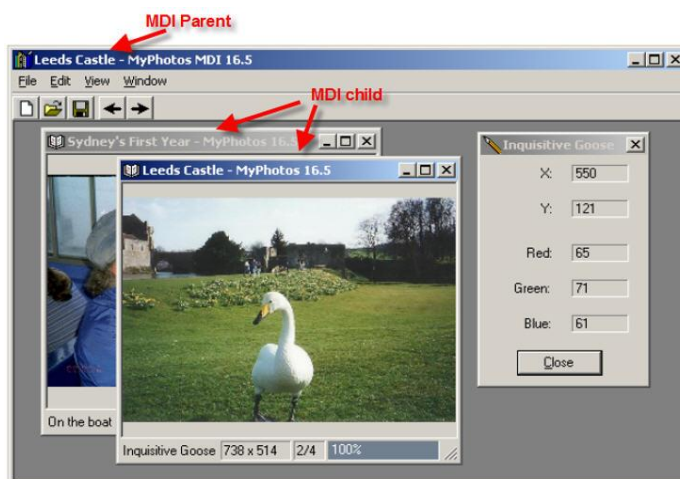 MDI Parent
Leeds Castle - MyPhotos MDI 16.5
File Edit View Window
MDI child
Sydney's First Year - MyPhotos 16.5
Inquisitive Goose
Leeds Castle - MyPhotos 16.5
X: 550
Y: 121
Red: 65
Green: 71
Blue: 61
Close
On the boat
Inquisitive Goose 738 x 514 2/4 100%